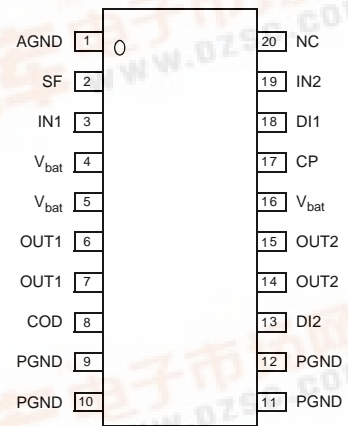 AGND 1 20 NC
SF 2 19 IN2
IN1 3 18 DI1
Vbat 4 17 CP
Vbat 5 16 Vbat
OUT1 6 15 OUT2
OUT1 7 14 OUT2
COD 8 13 DI2
PGND 9 12 PGND
PGND 10 11 PGND